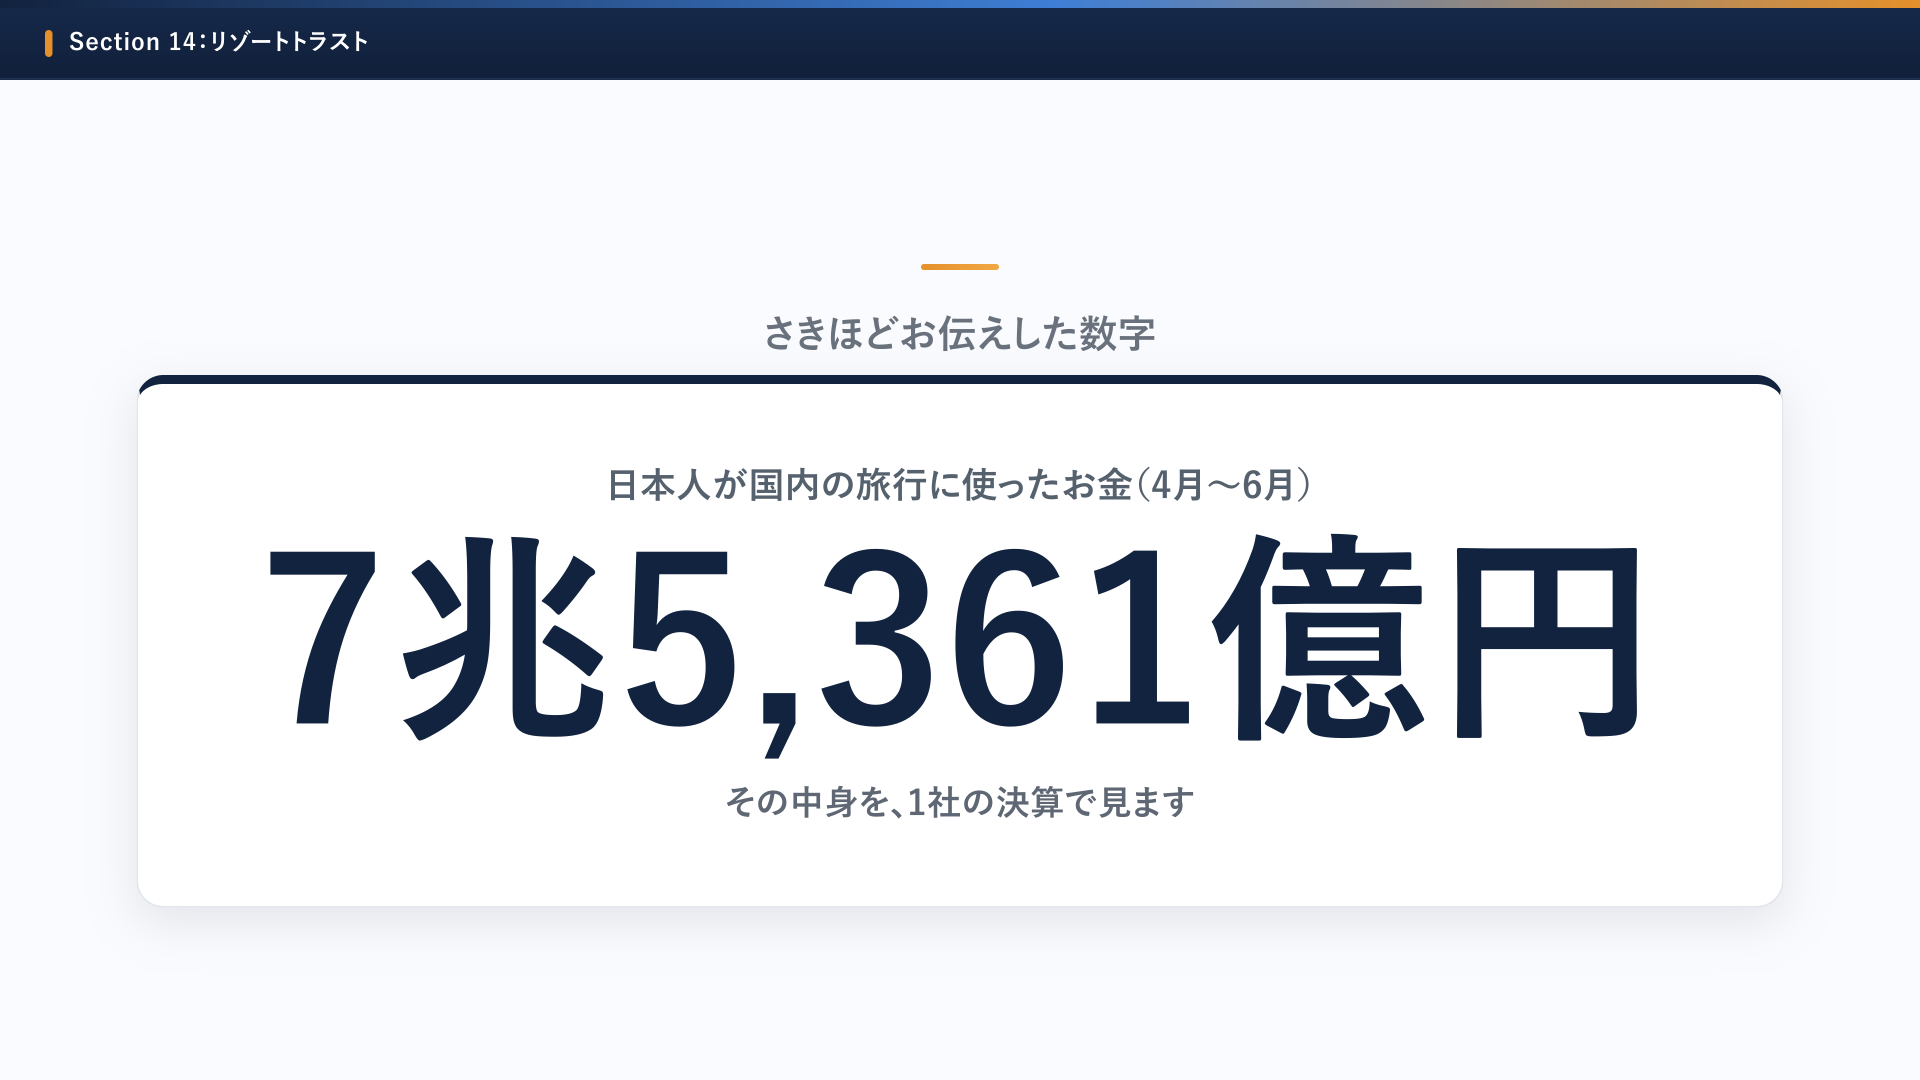 Section 14：リゾートトラスト
さきほどお伝えした数字
日本人が国内の旅行に使ったお金（4月〜6月）
7兆5,361億円
その中身を、1社の決算で見ます